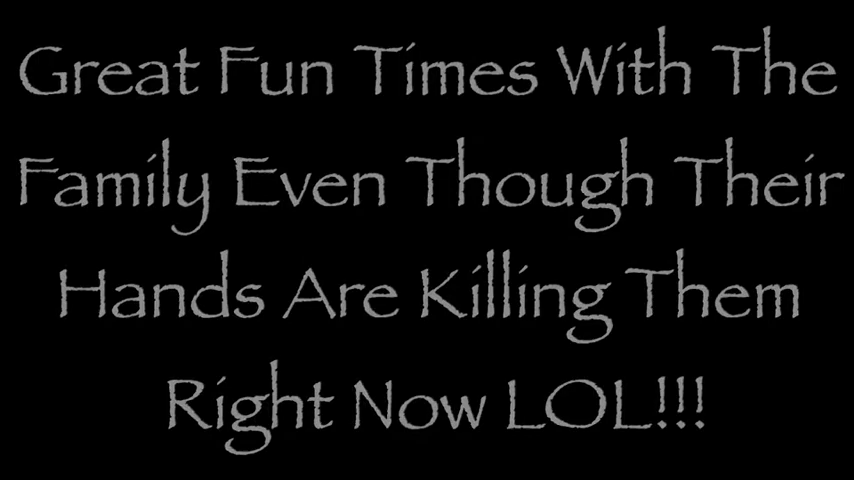 Great Fun Times With The
Family Even Though Their
Hands Are Killing Them
Right Now LOL!!!